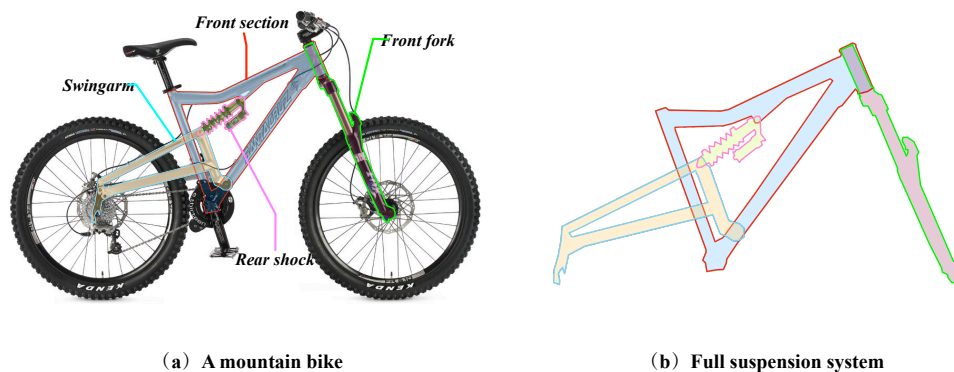 Front section
Front fork
Swingarm
Rear shock
KENDA
KENDA
(a) A mountain bike
(b) Full suspension system